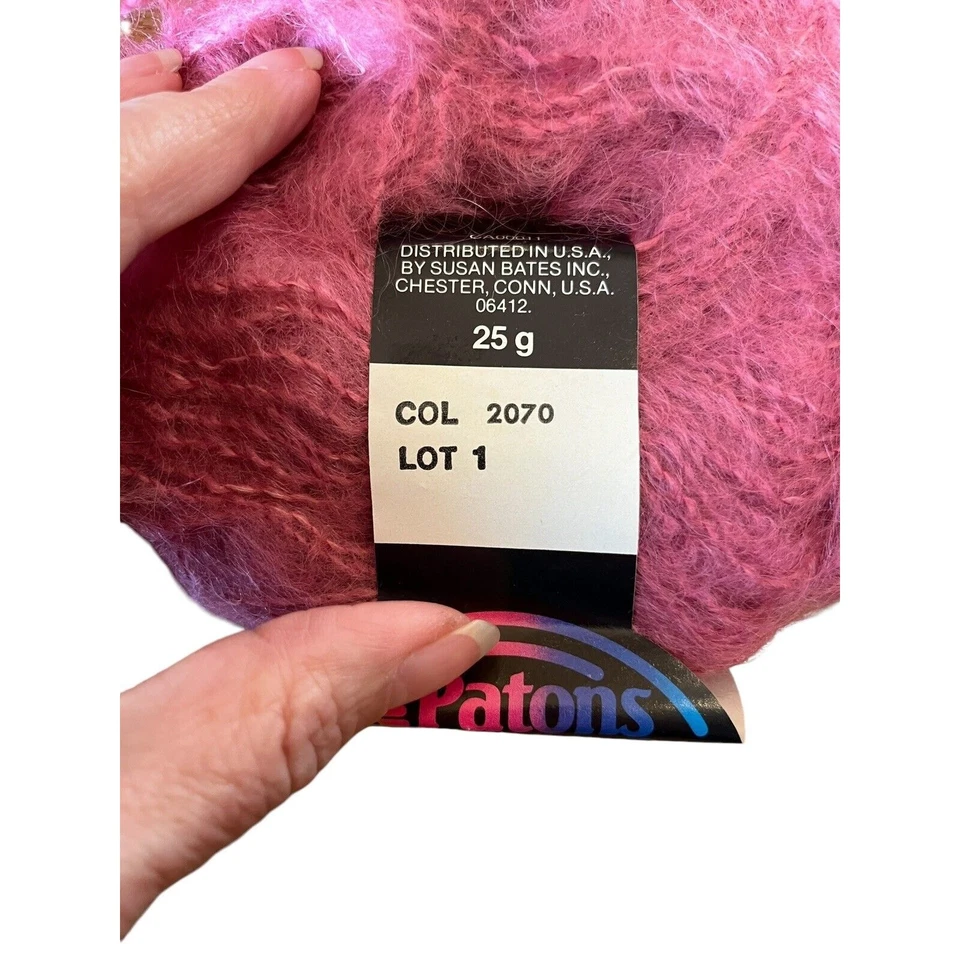 DISTRIBUTED IN U.S.A.,
BY SUSAN BATES INC.,
CHESTER, CONN, U.S.A.
06412.
25 g
COL 2070
LOT 1
Patons